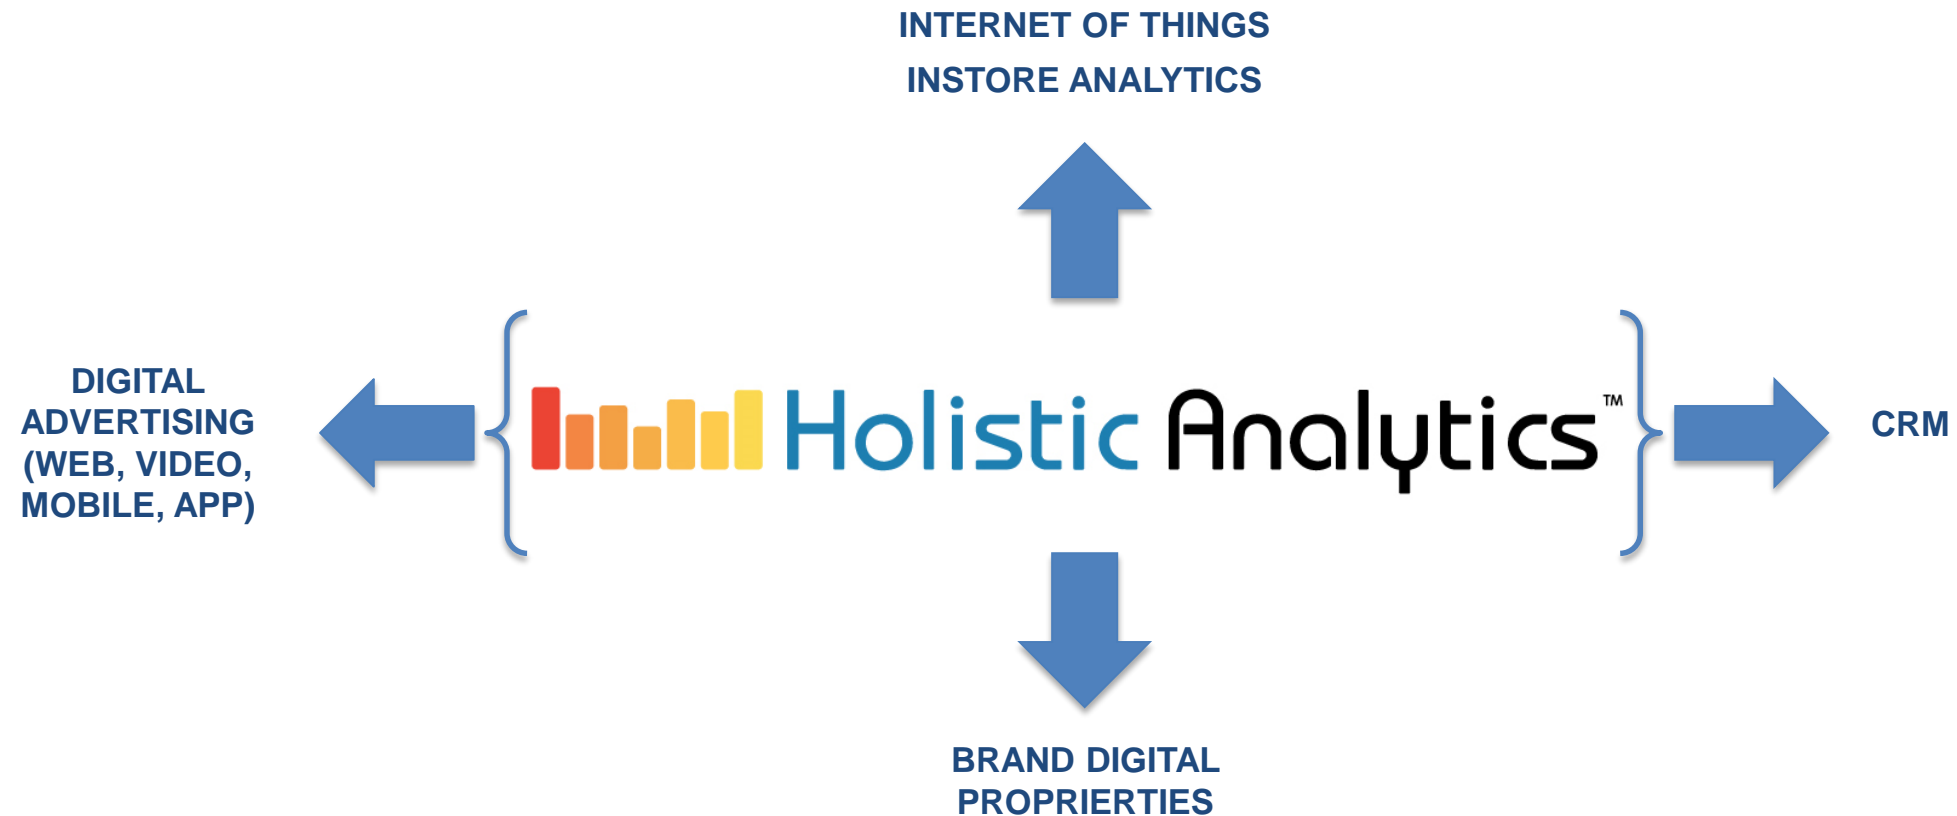 INTERNET OF THINGS
INSTORE ANALYTICS
DIGITAL
ADVERTISING
(WEB, VIDEO,
MOBILE, APP)
Holistic Analytics™
CRM
BRAND DIGITAL
PROPRIERTIES